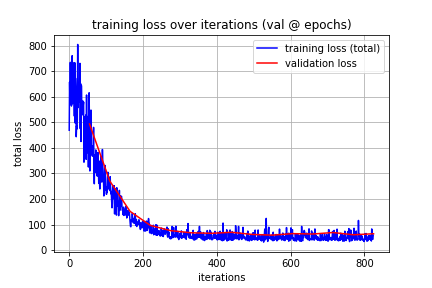 training loss over iterations (val @ epochs)
training loss (total)
validation loss
total loss
800
700
600
500
400
300
200
100
0
0 200 400 600 800
iterations